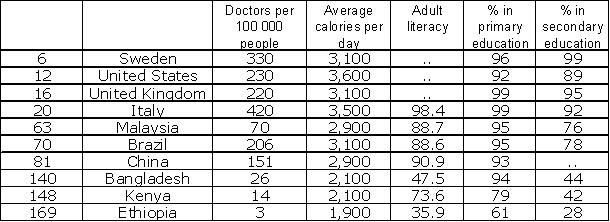 Doctors per 100 000 people Average calories per day Adult literacy % in primary education % in secondary education
6 Sweden 330 3,100 .. 96 99
12 United States 230 3,600 .. 92 89
16 United Kingdom 220 3,100 .. 99 95
20 Italy 420 3,500 98.4 99 92
63 Malaysia 70 2,900 88.7 95 76
70 Brazil 206 3,100 88.6 95 78
81 China 151 2,900 90.9 93 ..
140 Bangladesh 26 2,100 47.5 94 44
148 Kenya 14 2,100 73.6 79 42
169 Ethiopia 3 1,900 35.9 61 28